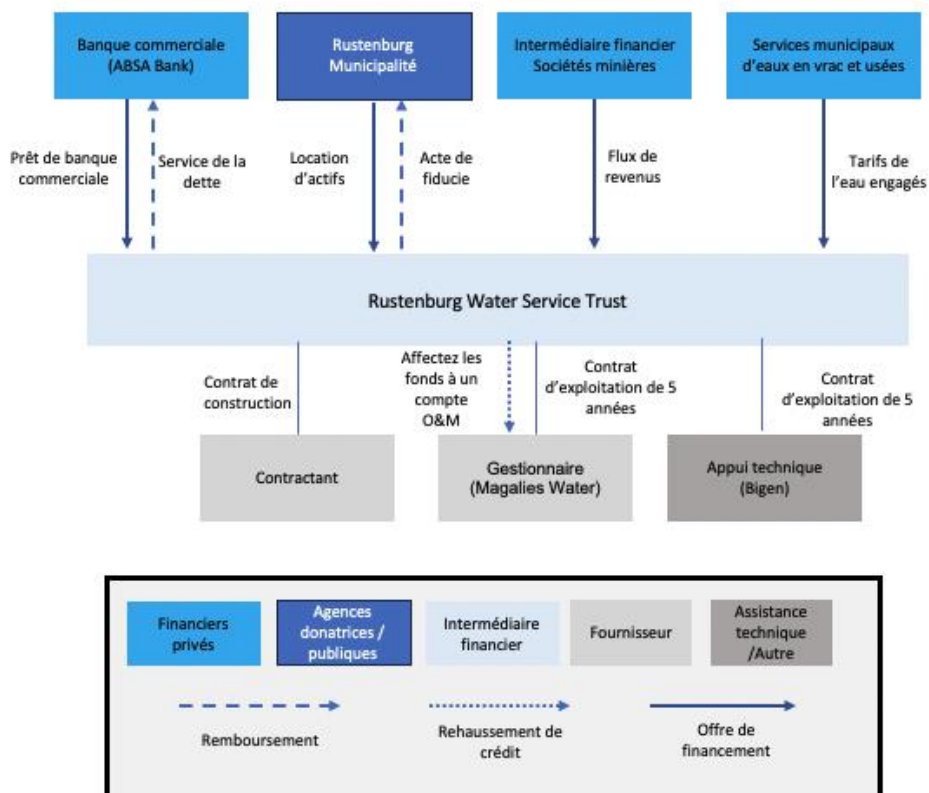 Banque commerciale
(ABSA Bank)
Rustenburg
Municipalité
Intermédiaire financier
Sociétés minières
Services municipaux
d'eaux en vrac et usées
Prêt de banque
commerciale
Service de la
dette
Location
d'actifs
Acte de
fiducie
Flux de
revenus
Tarifs de
l'eau engagés
Rustenburg Water Service Trust
Contrat de
construction
Affectez les
fonds à un
compte
O&M
Contrat
d'exploitation de 5
années
Contrat
d'exploitation de 5
années
Contractant
Gestionnaire
(Magalies Water)
Appui technique
(Bigen)
Financiers
privés
Agences
donatrices /
publiques
Intermédiaire
financier
Fournisseur
Assistance
technique
/Autre
Remboursement
Rehaussement de
crédit
Offre de
financement